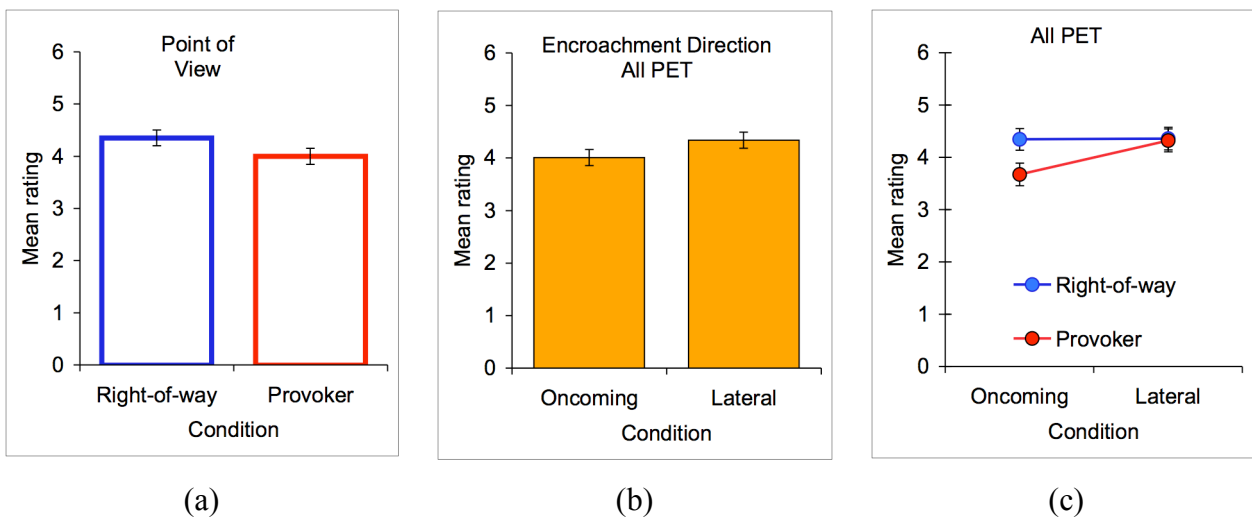 Point of
View
6
5
4
3
2
1
0
Mean rating
Right-of-way
Provoker
Condition
(a)
Encroachment Direction
All PET
6
5
4
3
2
1
0
Mean rating
Oncoming
Lateral
Condition
(b)
All PET
6
5
4
3
2
1
0
Mean rating
Right-of-way
Provoker
Oncoming
Lateral
Condition
(c)